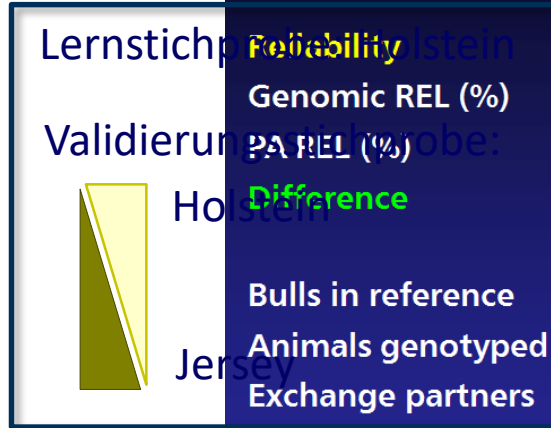 Lernstichprobe: Holstein
Reliability
Genomic REL (%)
Validierungsstichprobe:
PA REL (%)
Holstein
Difference
Bulls in reference
Animals genotyped
Jersey
Exchange partners